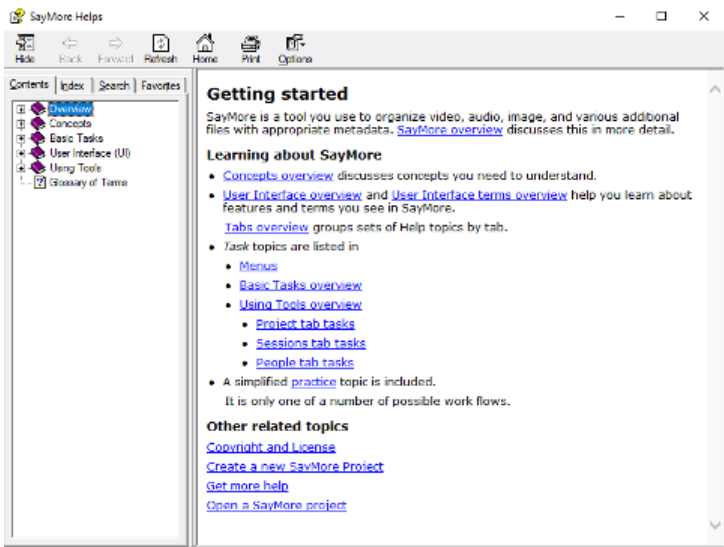 SayMore Helps
Hide Back Forward Refresh Home Print Options
Contents Index Search Favorites
Overview
Concepts
Basic Tasks
User Interface (UI)
Using Tools
Glossary of Terms
Getting started
SayMore is a tool you use to organize video, audio, image, and various additional
files with appropriate metadata. SayMore overview discusses this in more detail.
Learning about SayMore
• Concepts overview discusses concepts you need to understand.
• User Interface overview and User Interface terms overview help you learn about
features and terms you see in SayMore.
Tabs overview groups sets of Help topics by tab.
• Task topics are listed in
• Menus
• Basic Tasks overview
• Using Tools overview
• Project tab tasks
• Sessions tab tasks
• People tab tasks
• A simplified practice topic is included.
It is only one of a number of possible work flows.
Other related topics
Copyright and License
Create a new SayMore Project
Get more help
Open a SayMore project